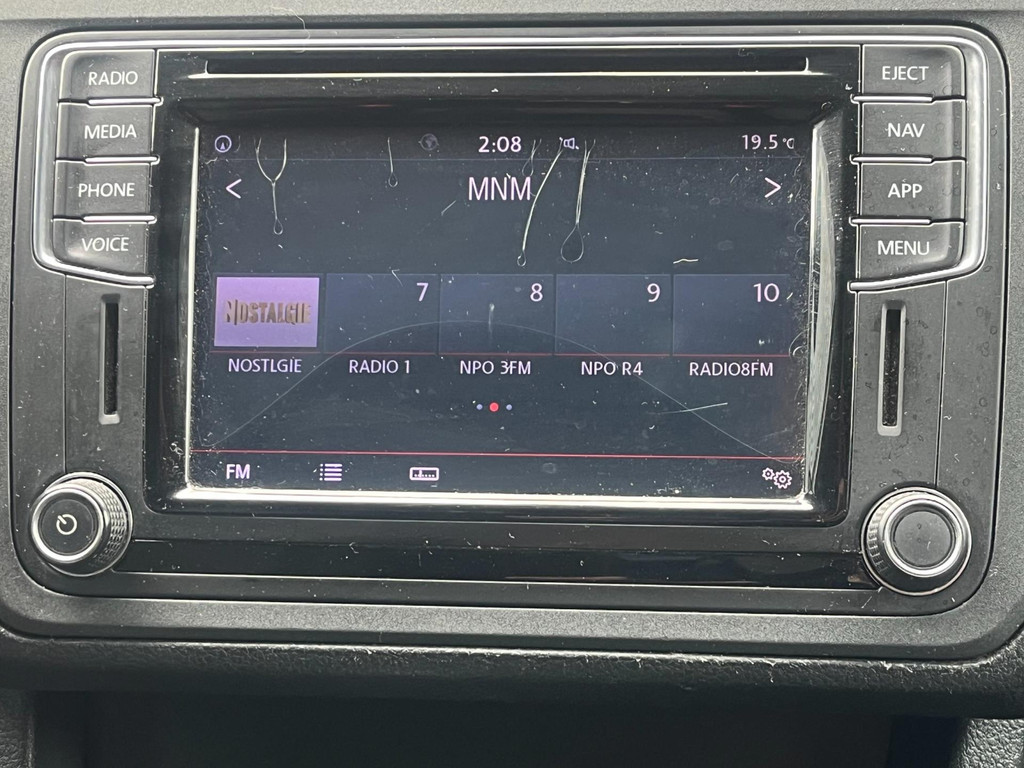 RADIO
MEDIA
PHONE
VOICE
EJECT
NAV
APP
MENU
2:08
19.5 °C
< MNM >
NOSTALGIE 7 8 9 10
NOSTLGIE RADIO 1 NPO 3FM NPO R4 RADIO8FM
FM